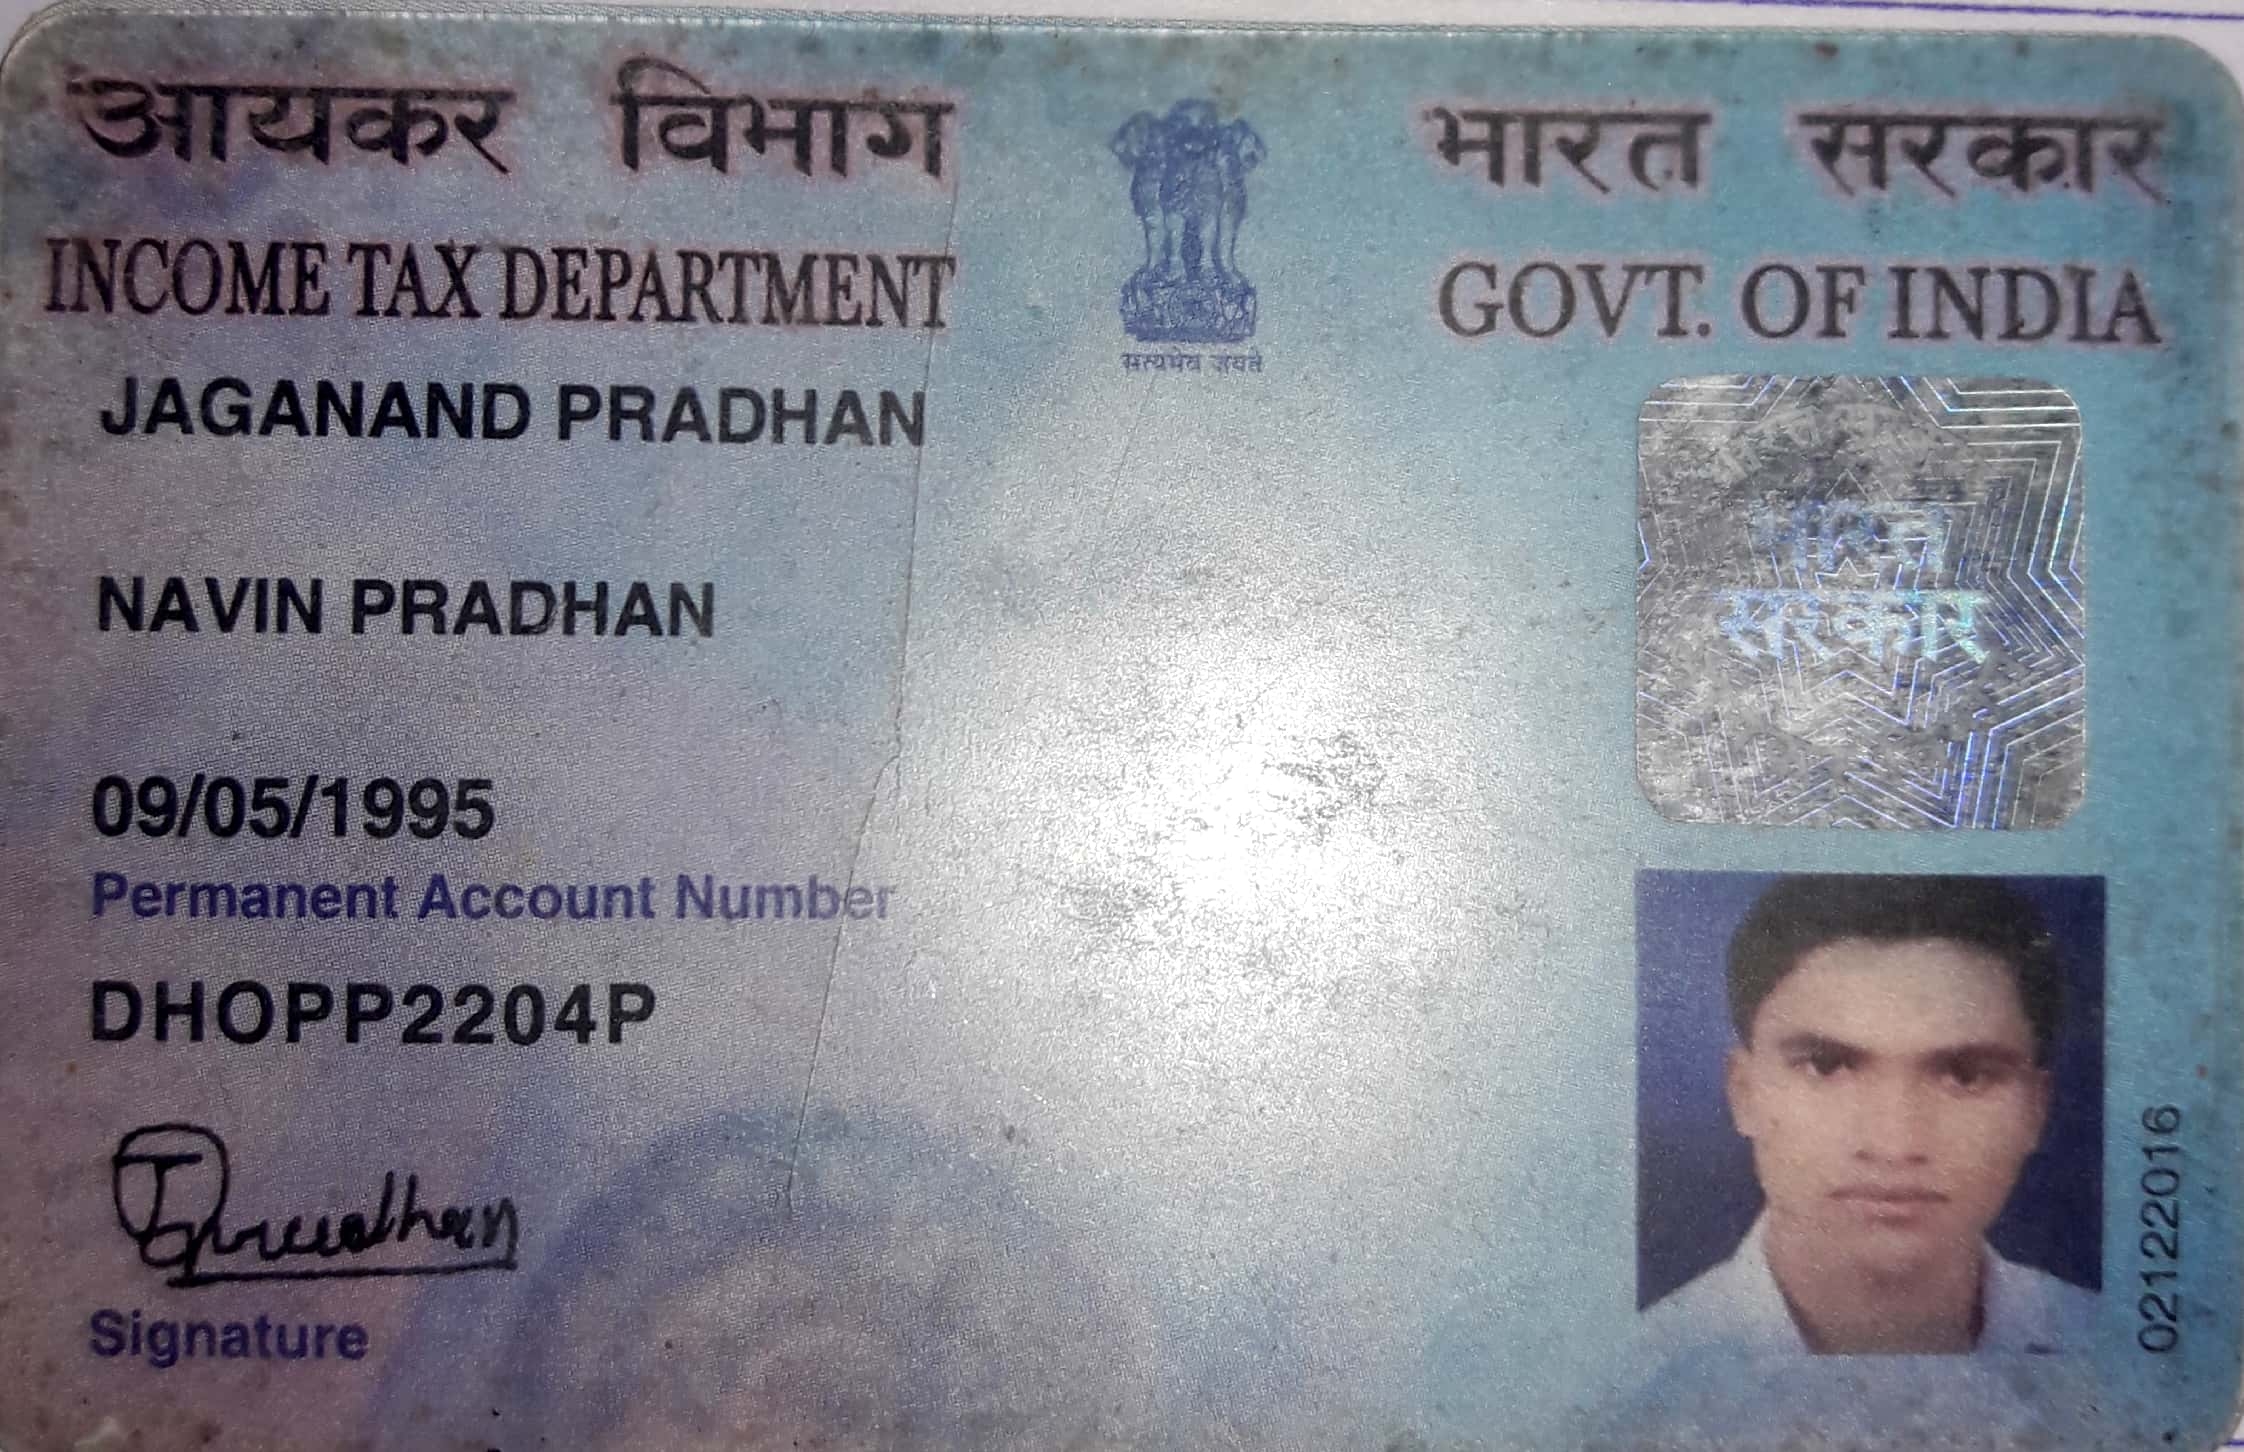 आयकर विभाग
भारत सरकार
INCOME TAX DEPARTMENT
GOVT. OF INDIA
सत्यमेव जयते
JAGANAND PRADHAN
NAVIN PRADHAN
09/05/1995
Permanent Account Number
DHOPP2204P
Signature
भारत
सरकार
02122016